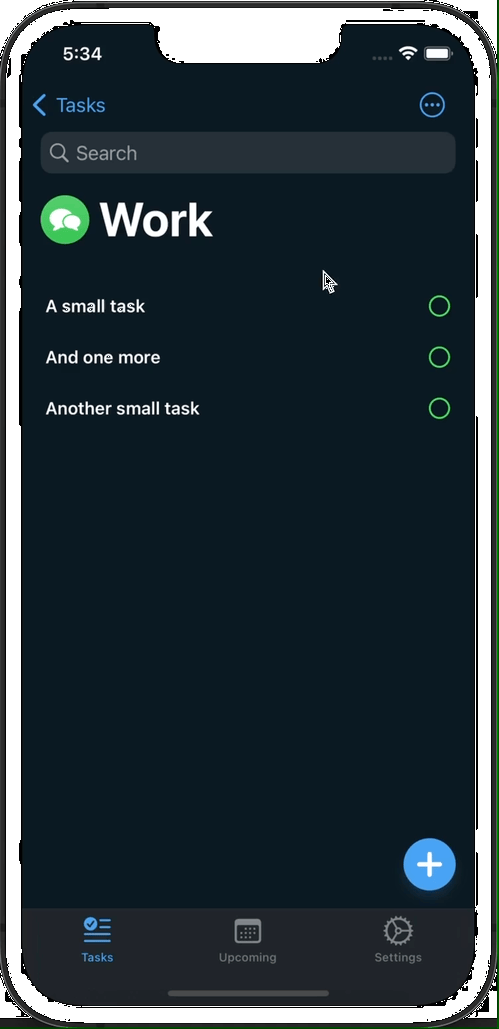 5:34
Tasks
Search
Work
A small task
And one more
Another small task
Tasks
Upcoming
Settings